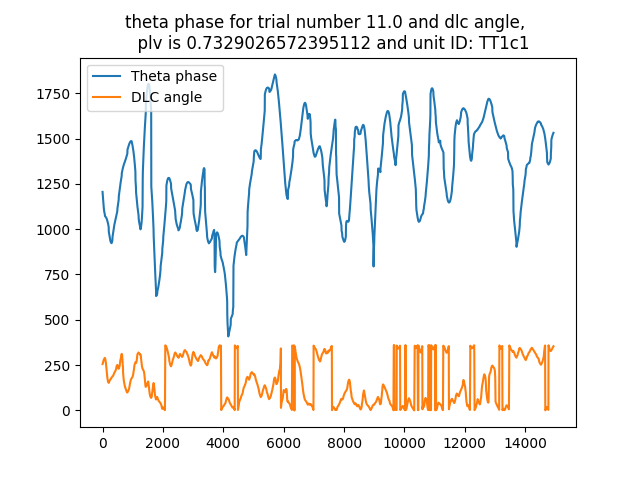 theta phase for trial number 11.0 and dlc angle,
plv is 0.7329026572395112 and unit ID: TT1c1
Theta phase
DLC angle
1750
1500
1250
1000
750
500
250
0
0 2000 4000 6000 8000 10000 12000 14000